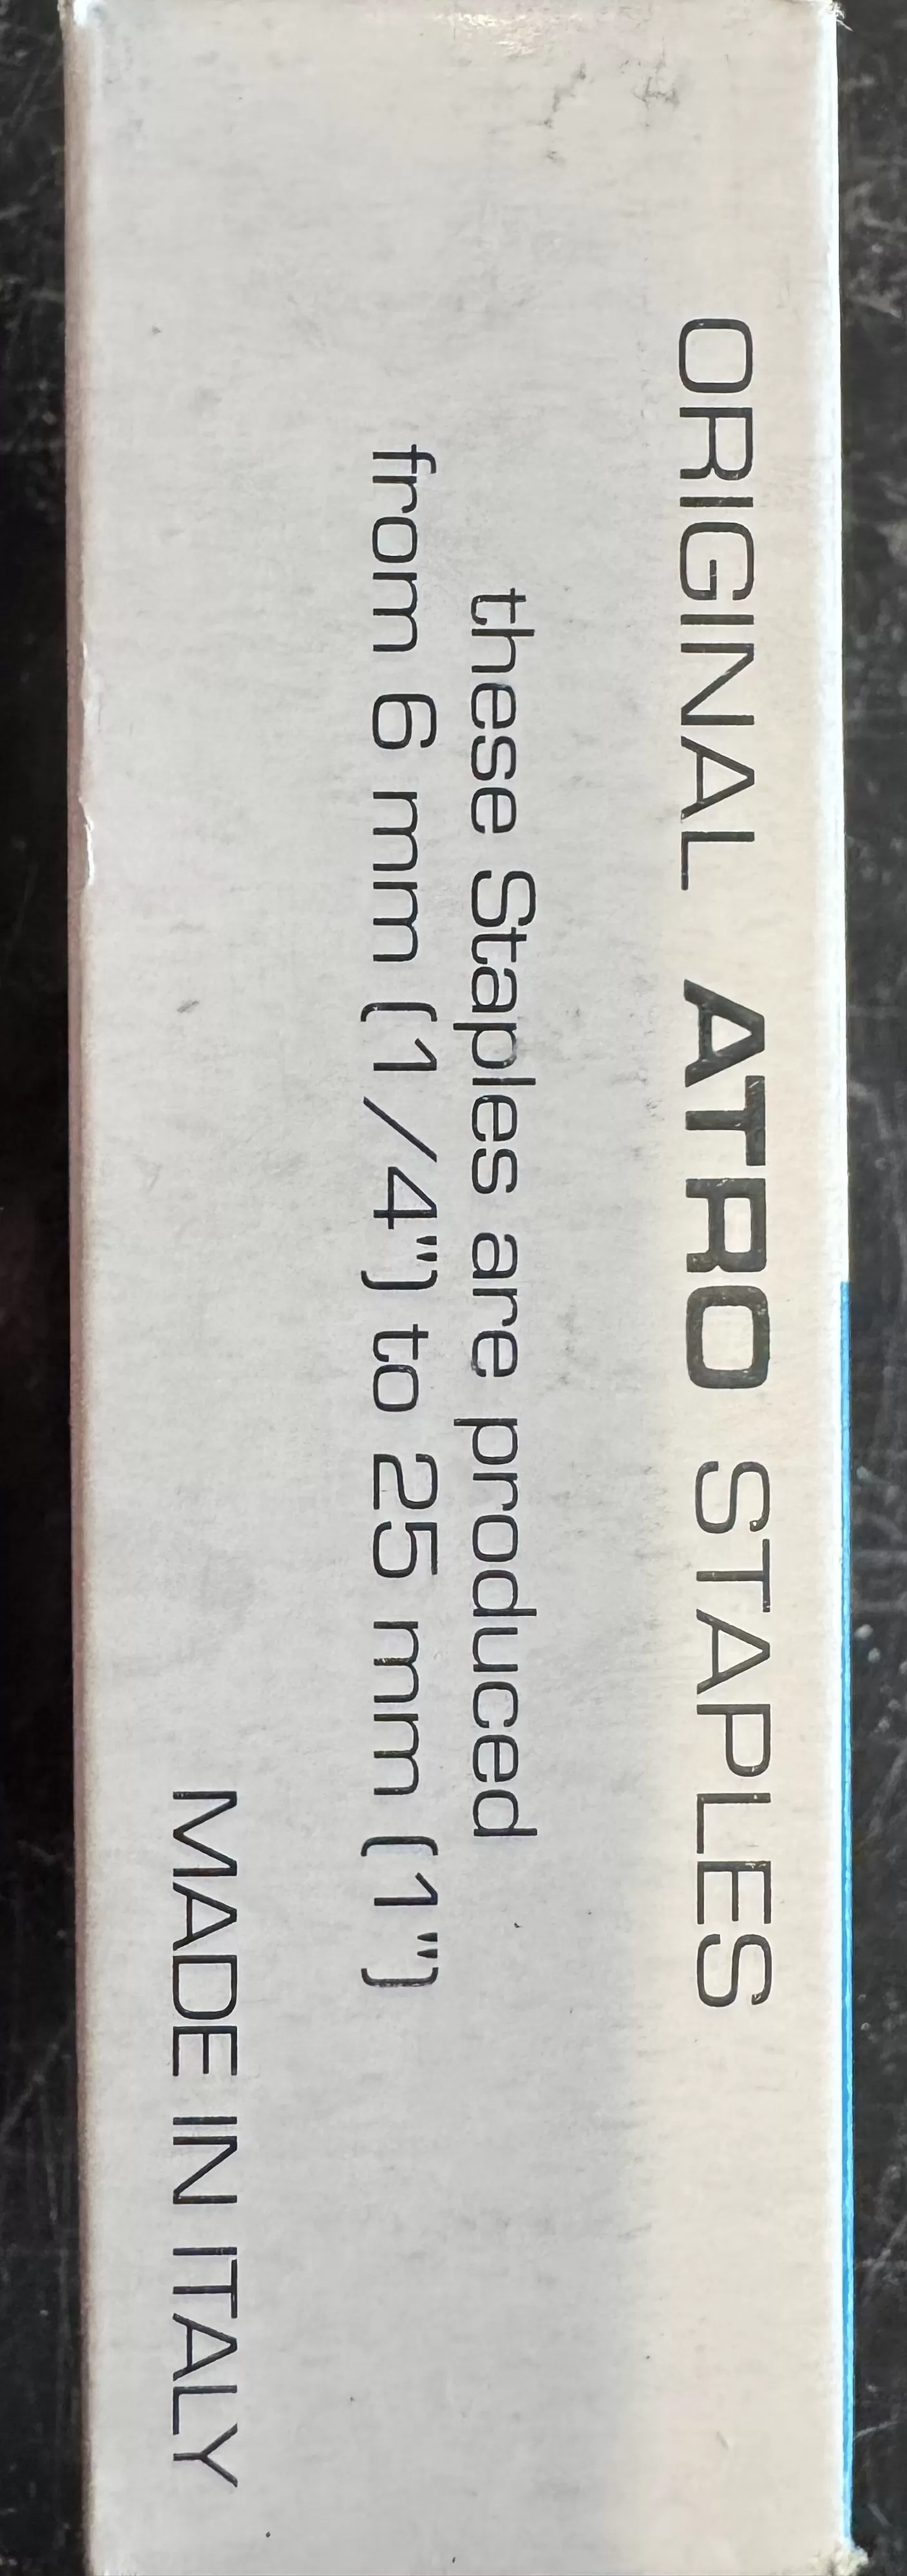 ORIGINAL ATRO STAPLES
these Staples are produced
from 6 mm (1/4") to 25 mm (1")
MADE IN ITALY